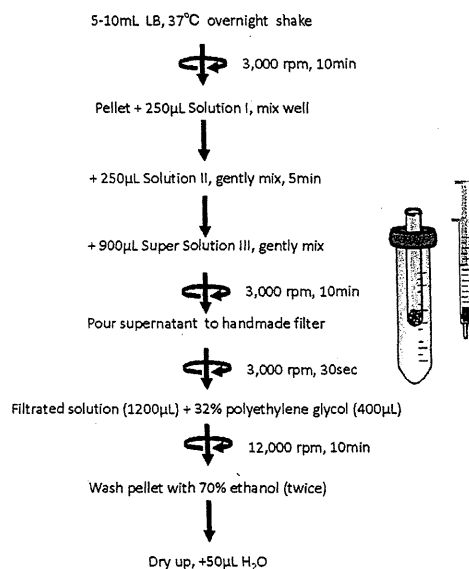 5-10mL LB, 37℃ overnight shake
3,000 rpm, 10min
Pellet + 250µL Solution I, mix well
+ 250µL Solution II, gently mix, 5min
+ 900µL Super Solution III, gently mix
3,000 rpm, 10min
Pour supernatant to handmade filter
3,000 rpm, 30sec
Filtrated solution (1200µL) + 32% polyethylene glycol (400µL)
12,000 rpm, 10min
Wash pellet with 70% ethanol (twice)
Dry up, +50µL H₂O